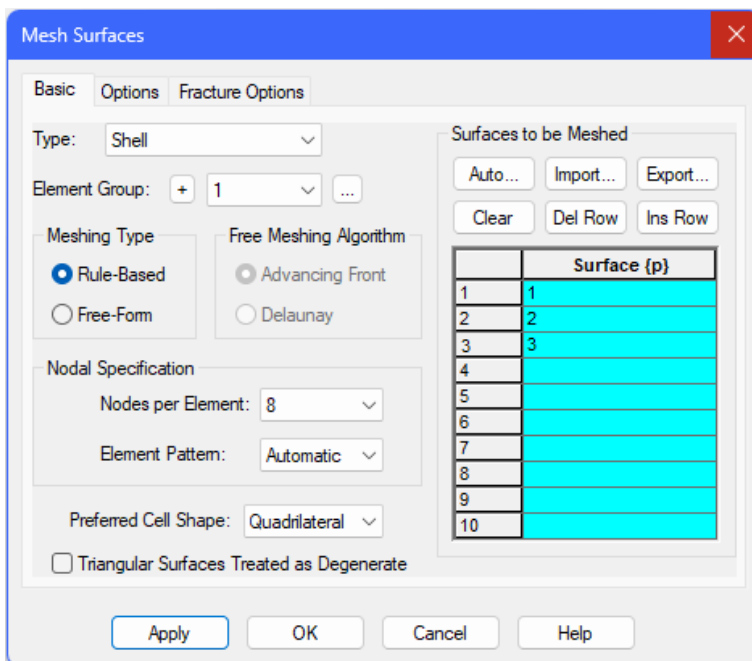 Mesh Surfaces
Basic Options Fracture Options
Type: Shell
Element Group: + 1 ...
Meshing Type
Rule-Based
Free-Form
Free Meshing Algorithm
Advancing Front
Delaunay
Nodal Specification
Nodes per Element: 8
Element Pattern: Automatic
Preferred Cell Shape: Quadrilateral
Triangular Surfaces Treated as Degenerate
Surfaces to be Meshed
Auto... Import... Export...
Clear Del Row Ins Row
Surface {p}
1 1
2 2
3 3
4
5
6
7
8
9
10
Apply OK Cancel Help